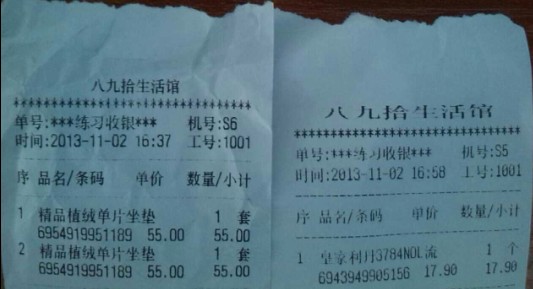 八九拾生活馆
******************************
单号:***练习收银*** 机号:S6
时间:2013-11-02 16:37 工号:1001
序 品名/条码 单价 数量/小计
1 精品植绒单片坐垫 1 套
6954919951189 55.00 55.00
2 精品植绒单片坐垫 1 套
6954919951189 55.00 55.00
八九拾生活馆
******************************
单号:***练习收银*** 机号:S5
时间:2013-11-02 16:58 工号:1001
序 品名/条码 单价 数量/小计
1 皇家利月3784NOL流 1 个
6943949905156 17.90 17.90